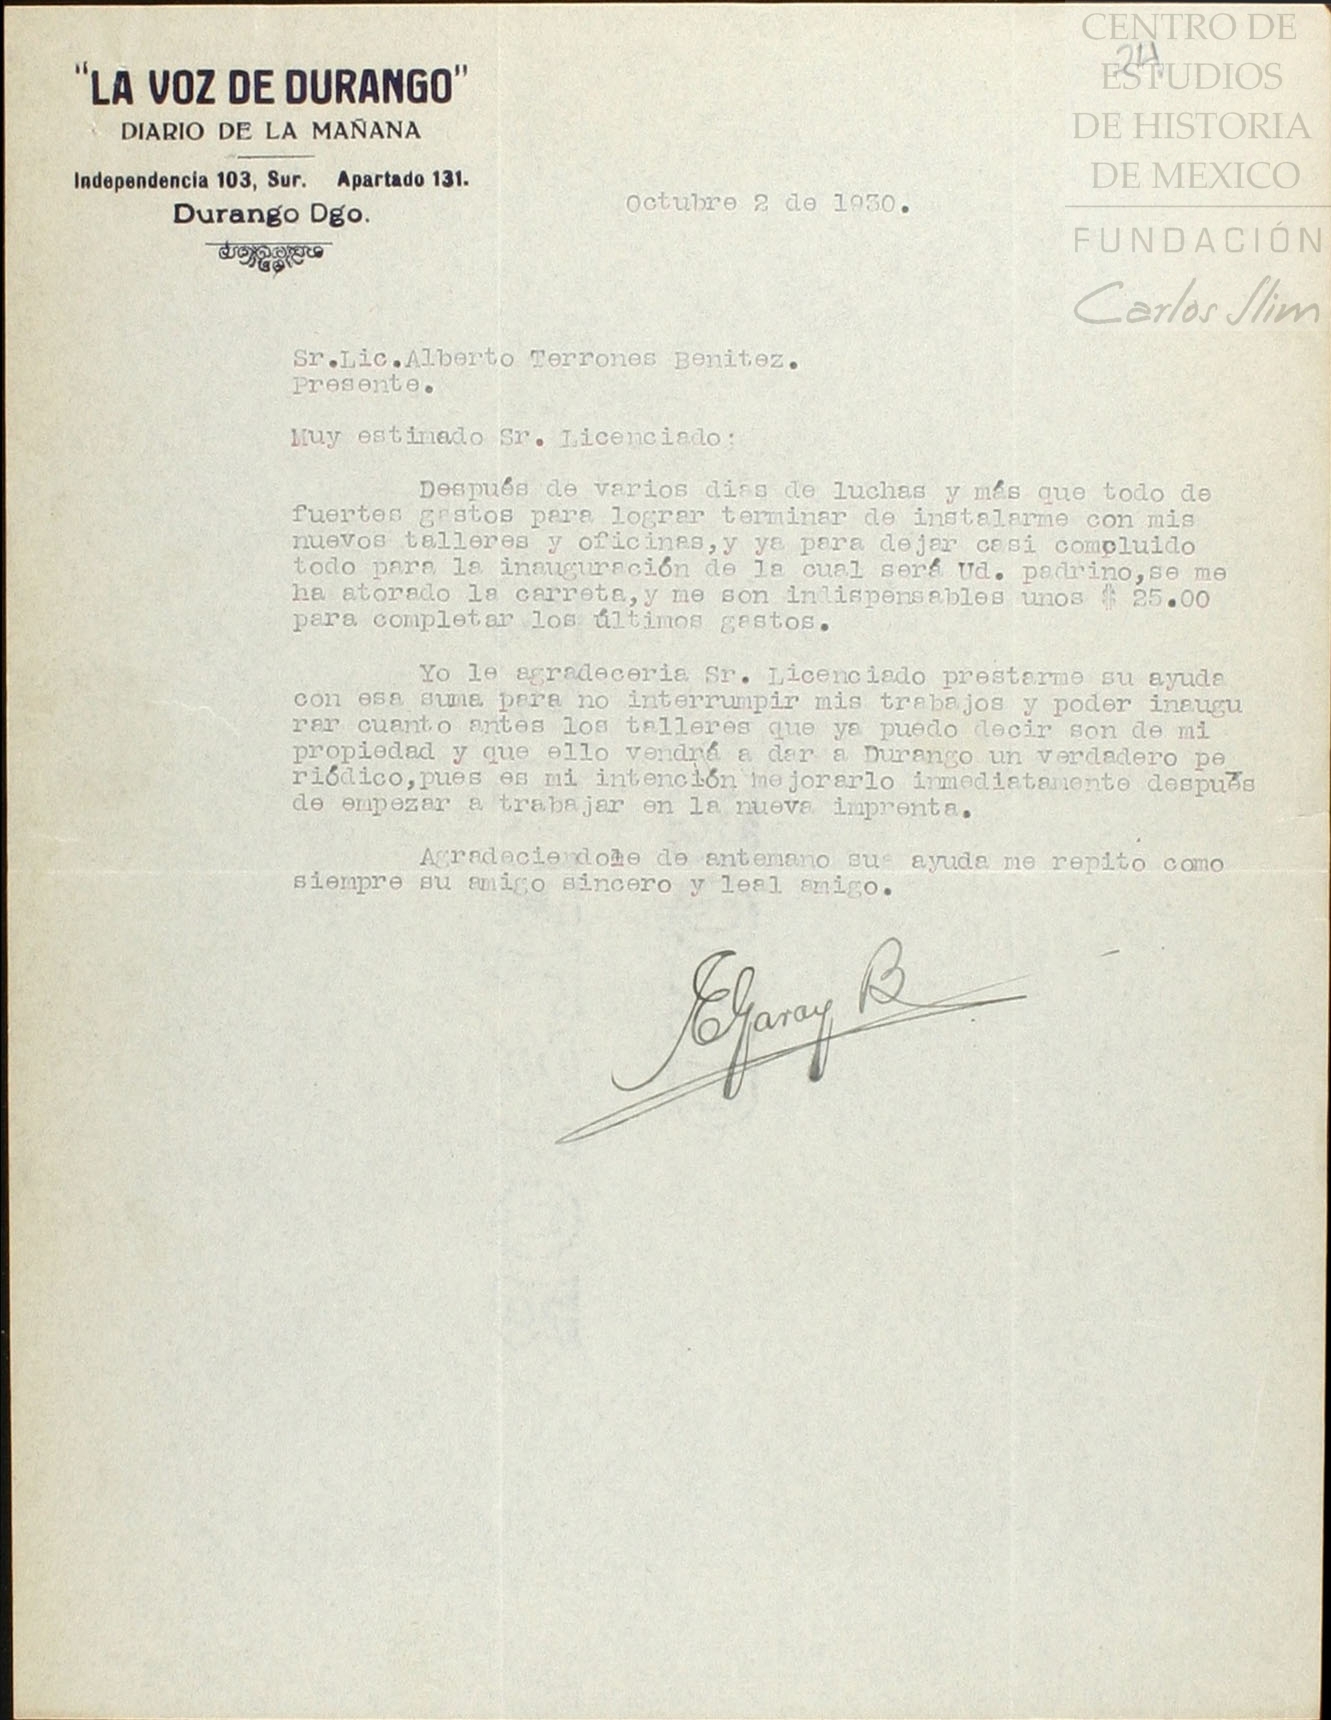 "LA VOZ DE DURANGO"
DIARIO DE LA MAÑANA
Independencia 103, Sur. Apartado 131.
Durango Dgo.
24
CENTRO DE
ESTUDIOS
DE HISTORIA
DE MEXICO
FUNDACIÓN
Carlos Slim
Octubre 2 de 1930.
Sr.Lic.Alberto Terrones Benitez.
Presente.
Muy estimado Sr. Licenciado:
Después de varios dias de luchas y más que todo de
fuertes gastos para lograr terminar de instalarme con mis
nuevos talleres y oficinas,y ya para dejar casi compluido
todo para la inauguración de la cual será Ud. padrino,se me
ha atorado la carreta,y me son indispensables unos $ 25.00
para completar los últimos gastos.
Yo le agradeceria Sr. Licenciado prestarme su ayuda
con esa suma para no interrumpir mis trabajos y poder inaugu
rar cuanto antes los talleres que ya puedo decir son de mi
propiedad y que ello vendrá a dar a Durango un verdadero pe_
riódico,pues es mi intención mejorarlo inmediatamente después
de empezar a trabajar en la nueva imprenta.
Agradeciendole de antemano su ayuda me repito como
siempre su amigo sincero y leal amigo.
EGaray B